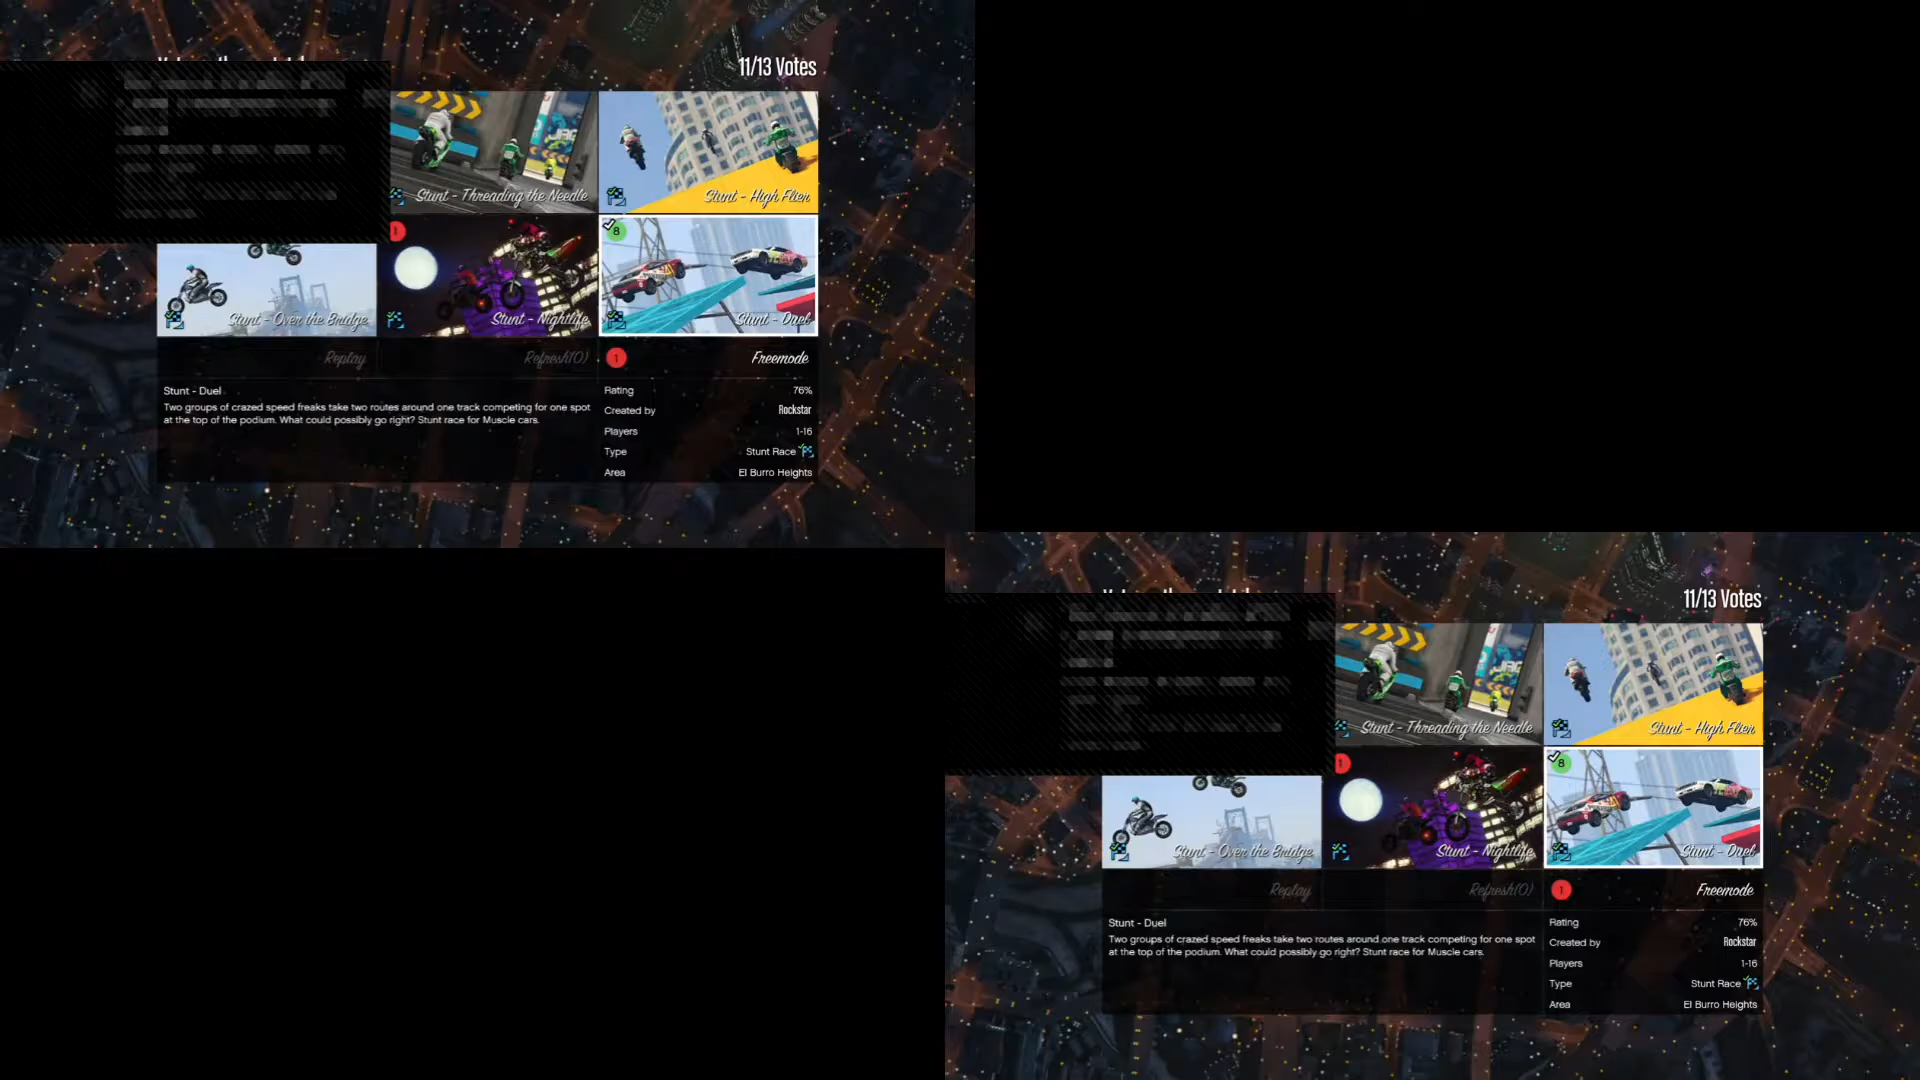 11/13 Votes
Stunt - Threading the Needle
Stunt - High Flier
1
8
Stunt - Over the Bridge
Stunt - Nightlife
Stunt - Duel
Replay
Refresh(0)
1
Freemode
Stunt - Duel
Two groups of crazed speed freaks take two routes around one track competing for one spot
at the top of the podium. What could possibly go right? Stunt race for Muscle cars.
Rating 76%
Created by Rockstar
Players 1-16
Type Stunt Race
Area El Burro Heights
11/13 Votes
Stunt - Threading the Needle
Stunt - High Flier
1
8
Stunt - Over the Bridge
Stunt - Nightlife
Stunt - Duel
Replay
Refresh(0)
1
Freemode
Stunt - Duel
Two groups of crazed speed freaks take two routes around one track competing for one spot
at the top of the podium. What could possibly go right? Stunt race for Muscle cars.
Rating 76%
Created by Rockstar
Players 1-16
Type Stunt Race
Area El Burro Heights